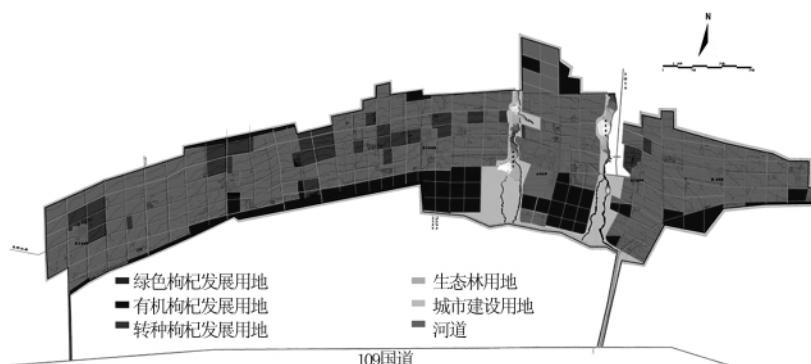 N
绿色枸杞发展用地
有机枸杞发展用地
转种枸杞发展用地
生态林用地
城市建设用地
河道
109国道